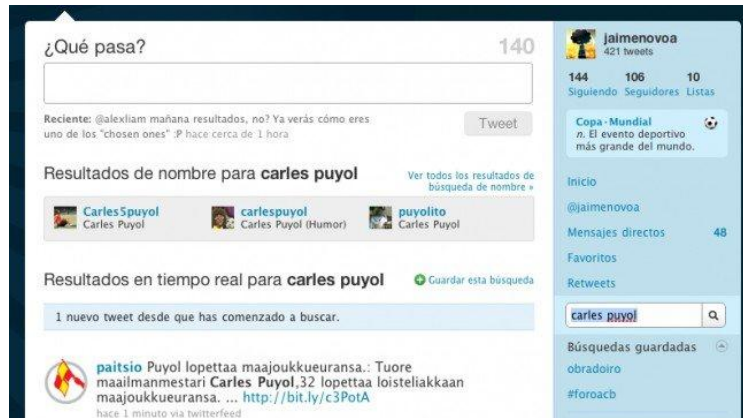 ¿Qué pasa?
140
Reciente: @alexliam mañana resultados, no? Ya verás cómo eres
uno de los "chosen ones" :P hace cerca de 1 hora
Tweet
Resultados de nombre para carles puyol
Ver todos los resultados de
búsqueda de nombre »
Carles5puyol
Carles Puyol
carlespuyol
Carles Puyol (Humor)
puyolito
Carles Puyol
Resultados en tiempo real para carles puyol
Guardar esta búsqueda
1 nuevo tweet desde que has comenzado a buscar.
paitsio Puyol lopettaa maajoukkueuransa.: Tuore
maailmanmestari Carles Puyol,32 lopettaa loisteliakkaan
maajoukkueuransa. ... http://bit.ly/c3PotA
hace 1 minuto via twitterfeed
jaimenovoa
421 tweets
144 106 10
Siguiendo Seguidores Listas
Copa-Mundial
n. El evento deportivo
más grande del mundo.
Inicio
@jaimenovoa
Mensajes directos 48
Favoritos
Retweets
carles puyol
Búsquedas guardadas
obradoiro
#foroacb